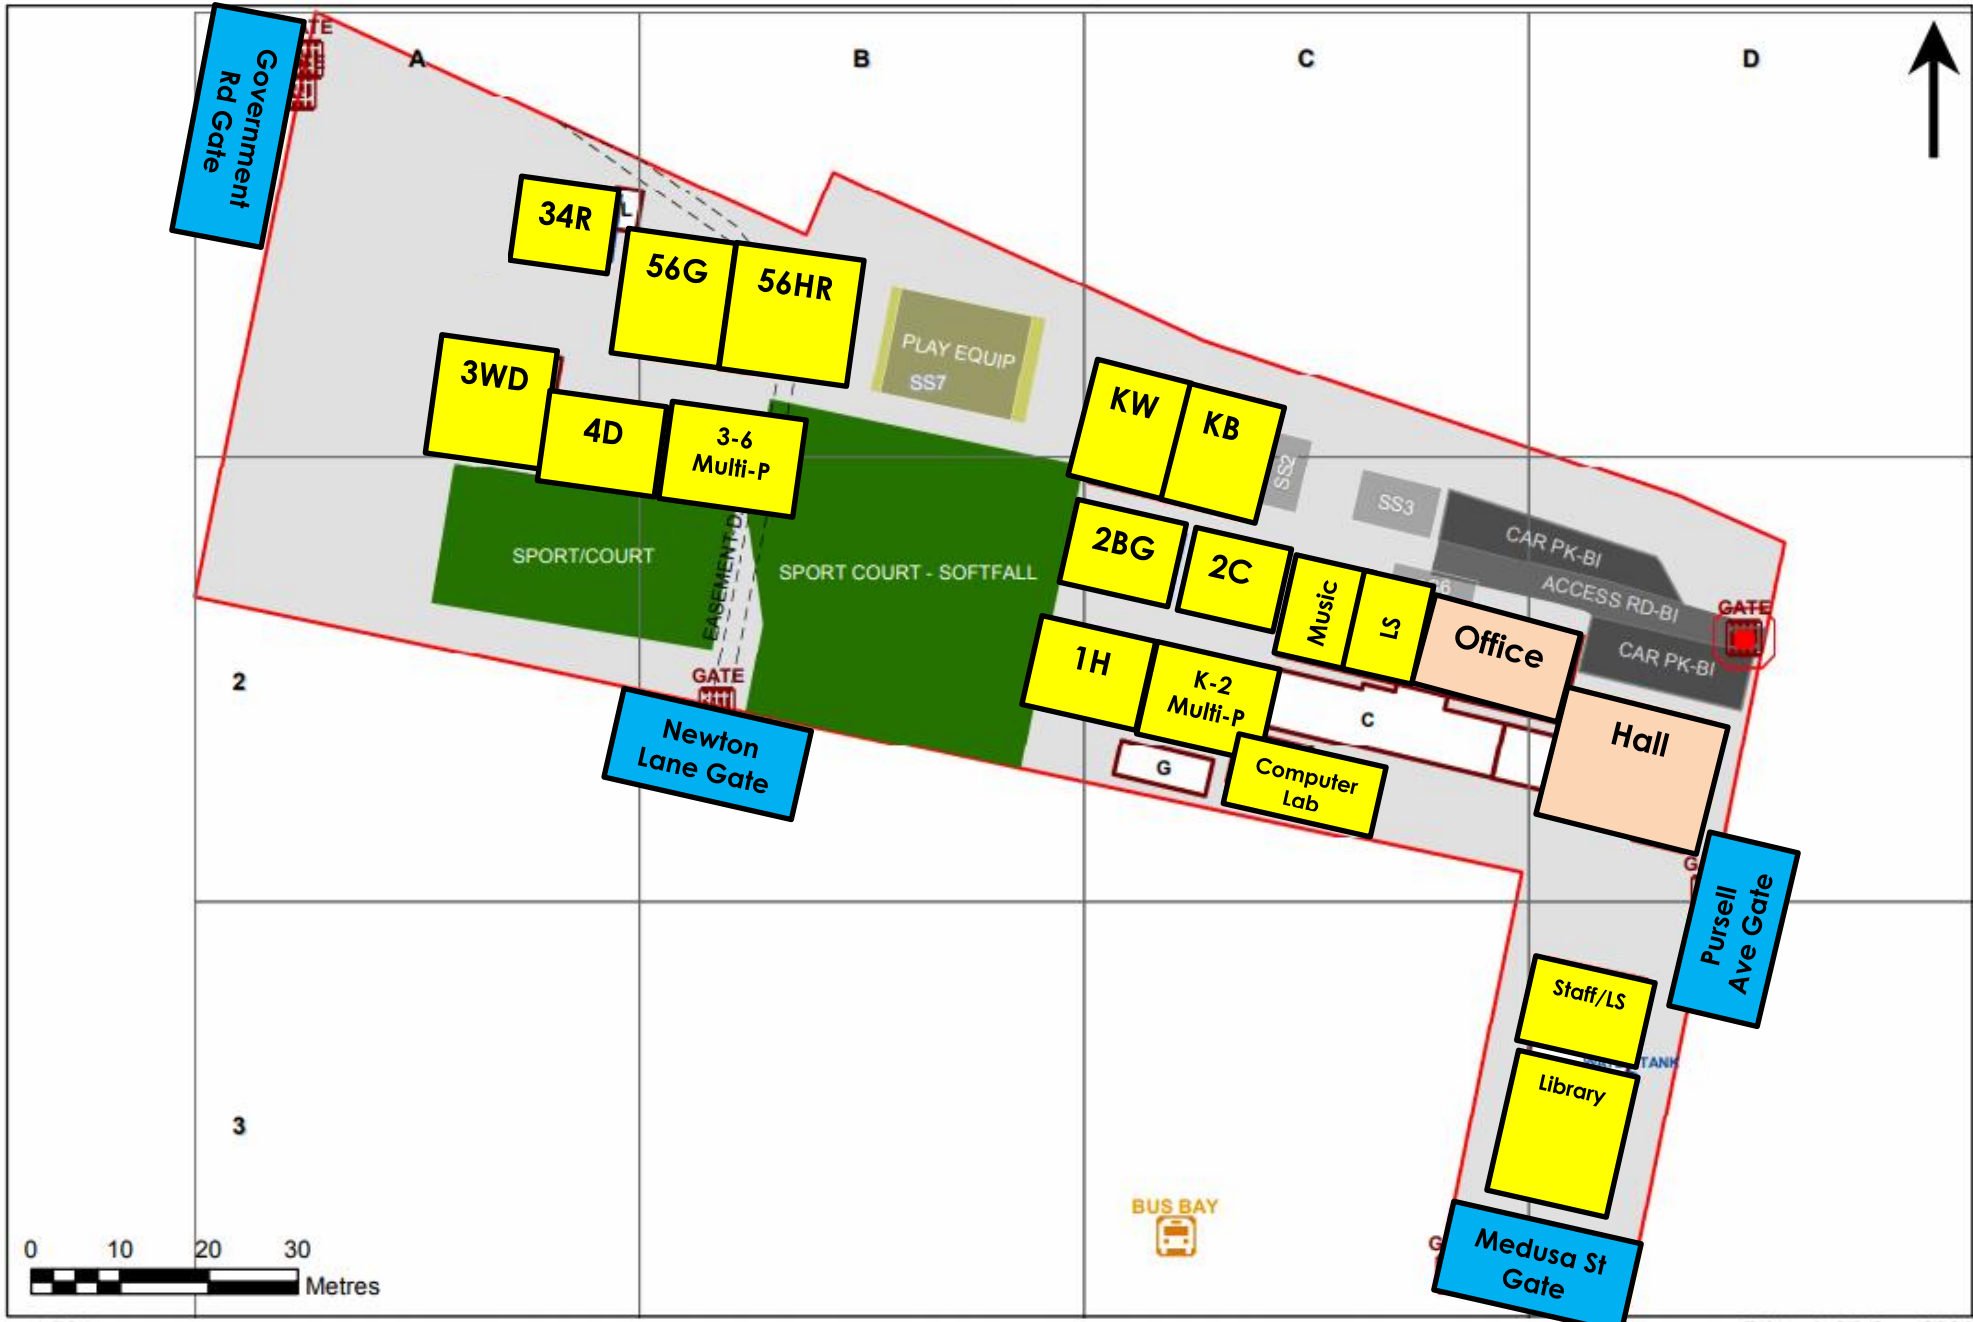 A
B
C
D
GATE
Government
Rd Gate
34R
L
56G
56HR
PLAY EQUIP
SS7
3WD
4D
3-6
Multi-P
KW
KB
SS2
SS3
CAR PK-BI
ACCESS RD-BI
CAR PK-BI
GATE
SPORT/COURT
EASEMENT-D
SPORT COURT - SOFTFALL
2BG
2C
Music
LS
Office
2
GATE
Newton
Lane Gate
1H
K-2
Multi-P
C
Hall
G
Computer
Lab
G
Pursell
Ave Gate
Staff/LS
TANK
Library
3
BUS BAY
G
Medusa St
Gate
0 10 20 30
Metres